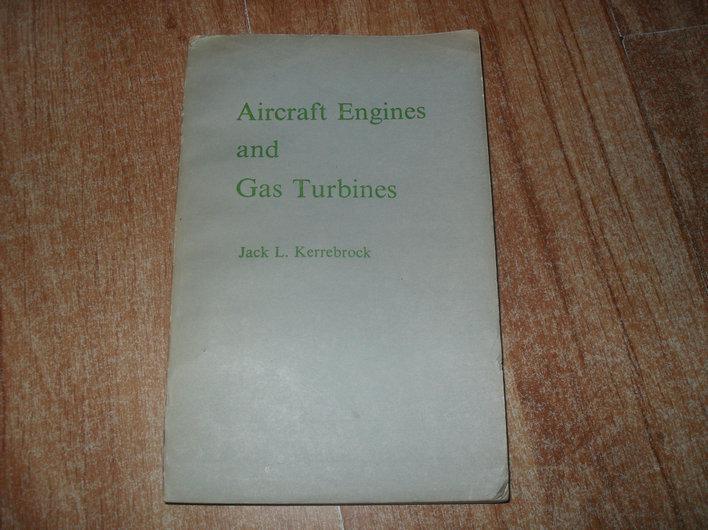 Aircraft Engines
and
Gas Turbines
Jack L. Kerrebrock